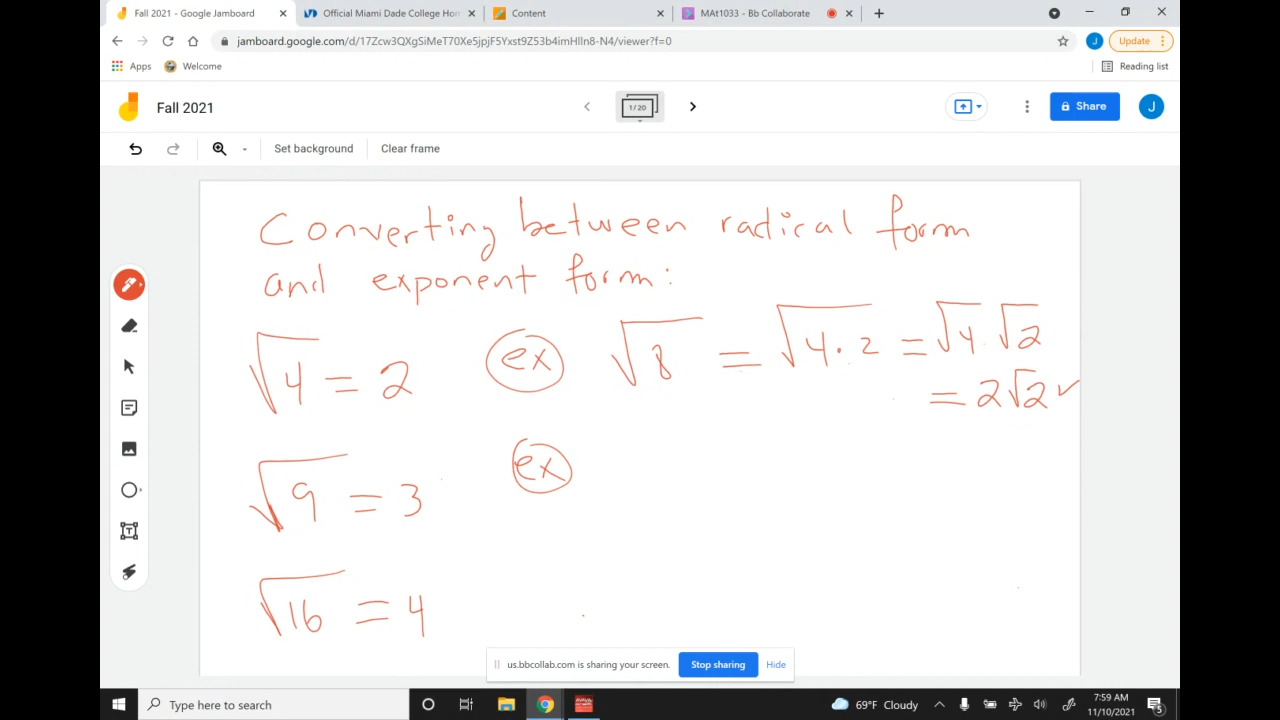 Fall 2021 - Google Jamboard
Official Miami Dade College Hom
Content
MAt1033 - Bb Collaborate
jamboard.google.com/d/17Zcw3QXgSiMeT70Xe5jpjF5Yxst9Z53b4imHlIn8-N4/viewer?f=0
J
Update
Apps
Welcome
Reading list
Fall 2021
1/20
Share
J
Set background
Clear frame
Converting between radical form
and exponent form:
√4 = 2
ex √8 = √4·2 = √4·√2
= 2√2 ✓
√9 = 3
ex
√16 = 4
us.bbcollab.com is sharing your screen.
Stop sharing
Hide
Type here to search
69°F Cloudy
7:59 AM
11/10/2021
5